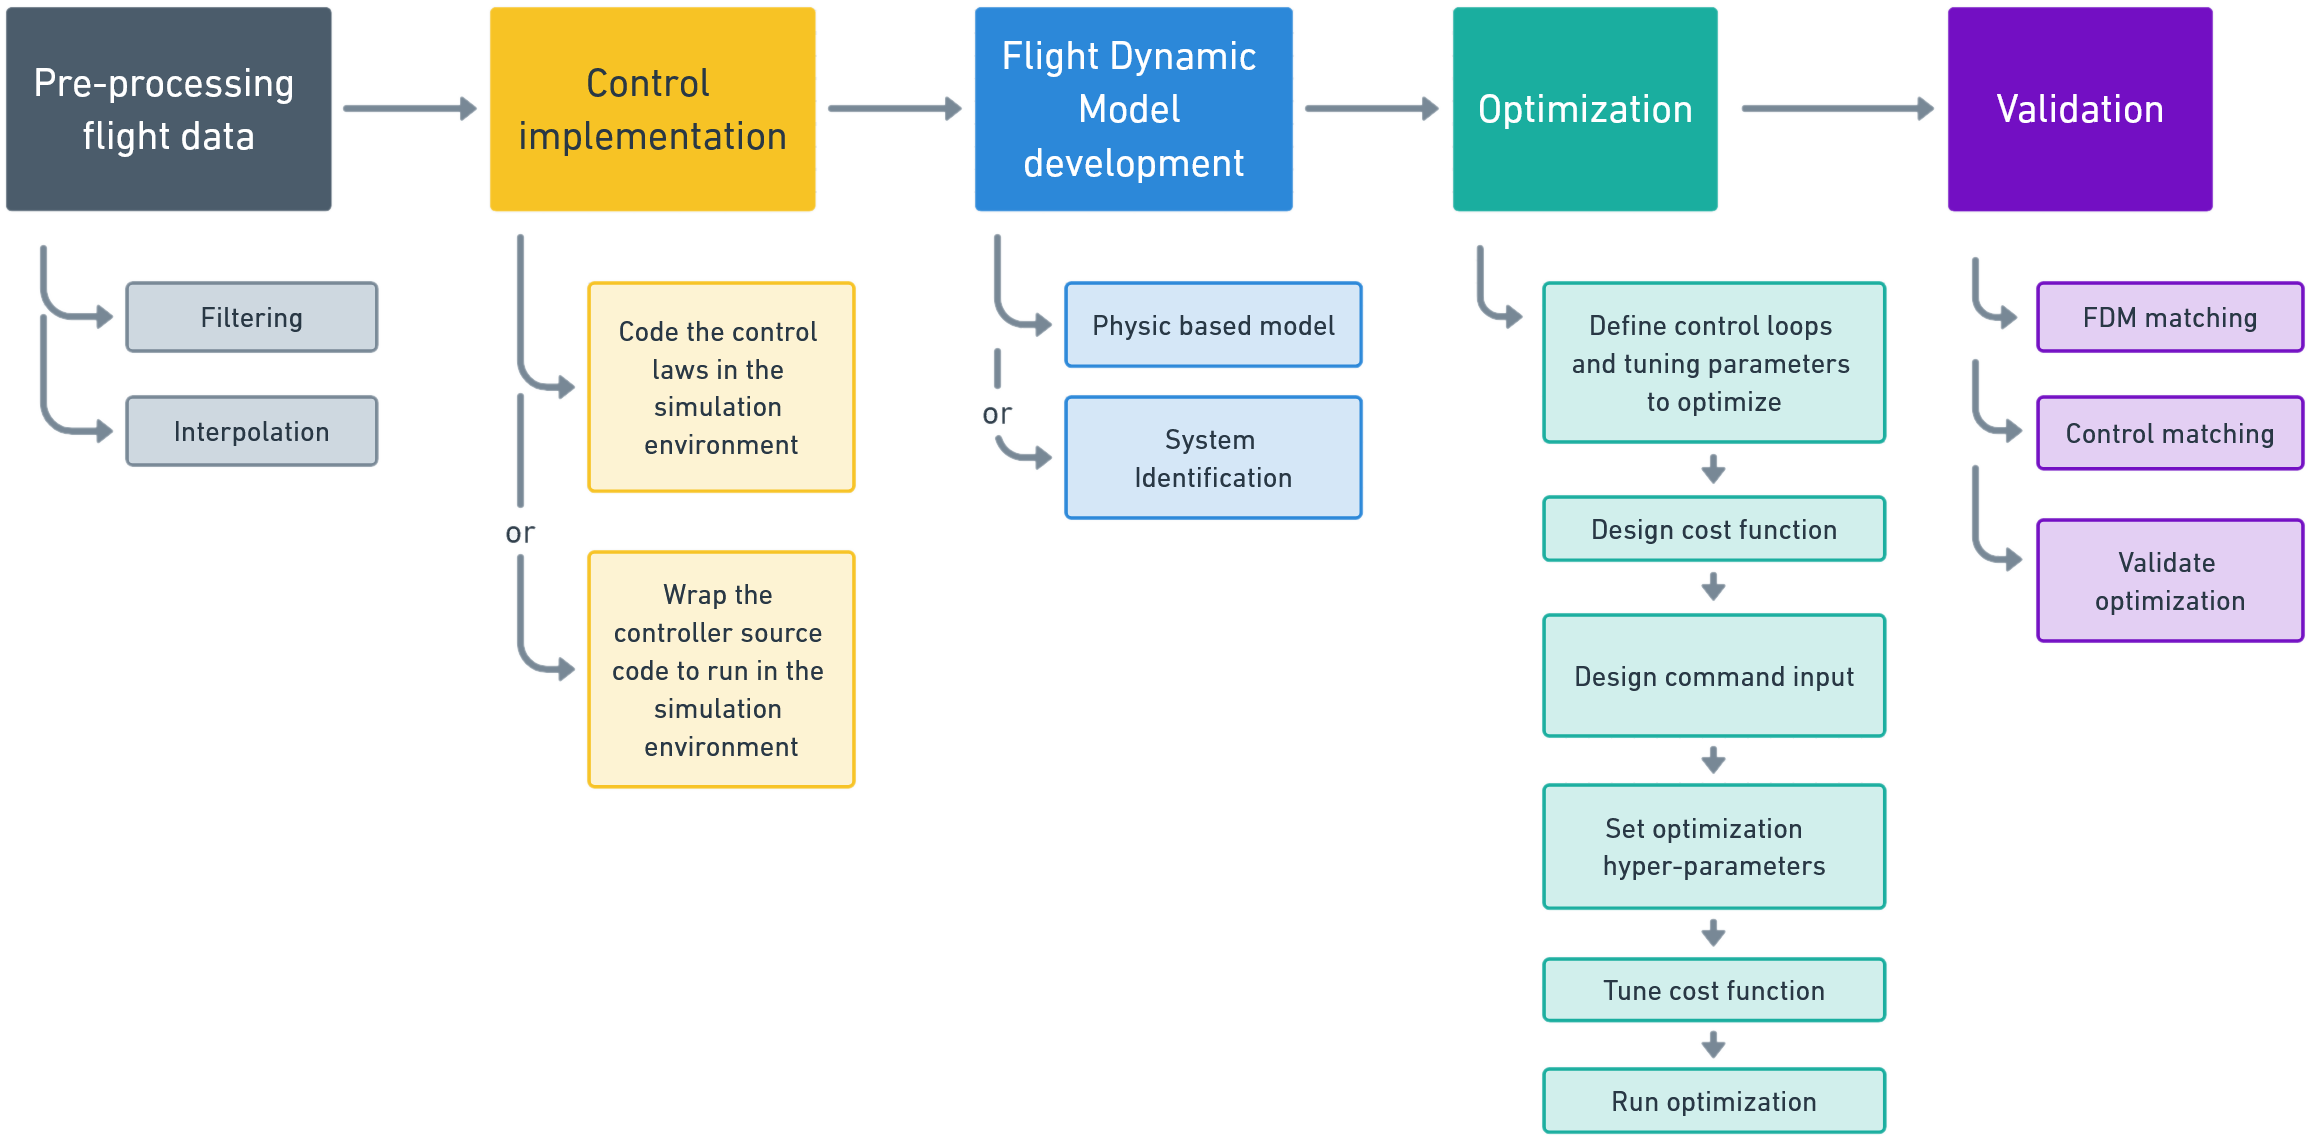 Pre-processing
flight data
Control
implementation
Flight Dynamic
Model
development
Optimization
Validation
Filtering
Interpolation
Code the control
laws in the
simulation
environment
or
Wrap the
controller source
code to run in the
simulation
environment
Physic based model
or
System
Identification
Define control loops
and tuning parameters
to optimize
Design cost function
Design command input
Set optimization
hyper-parameters
Tune cost function
Run optimization
FDM matching
Control matching
Validate
optimization